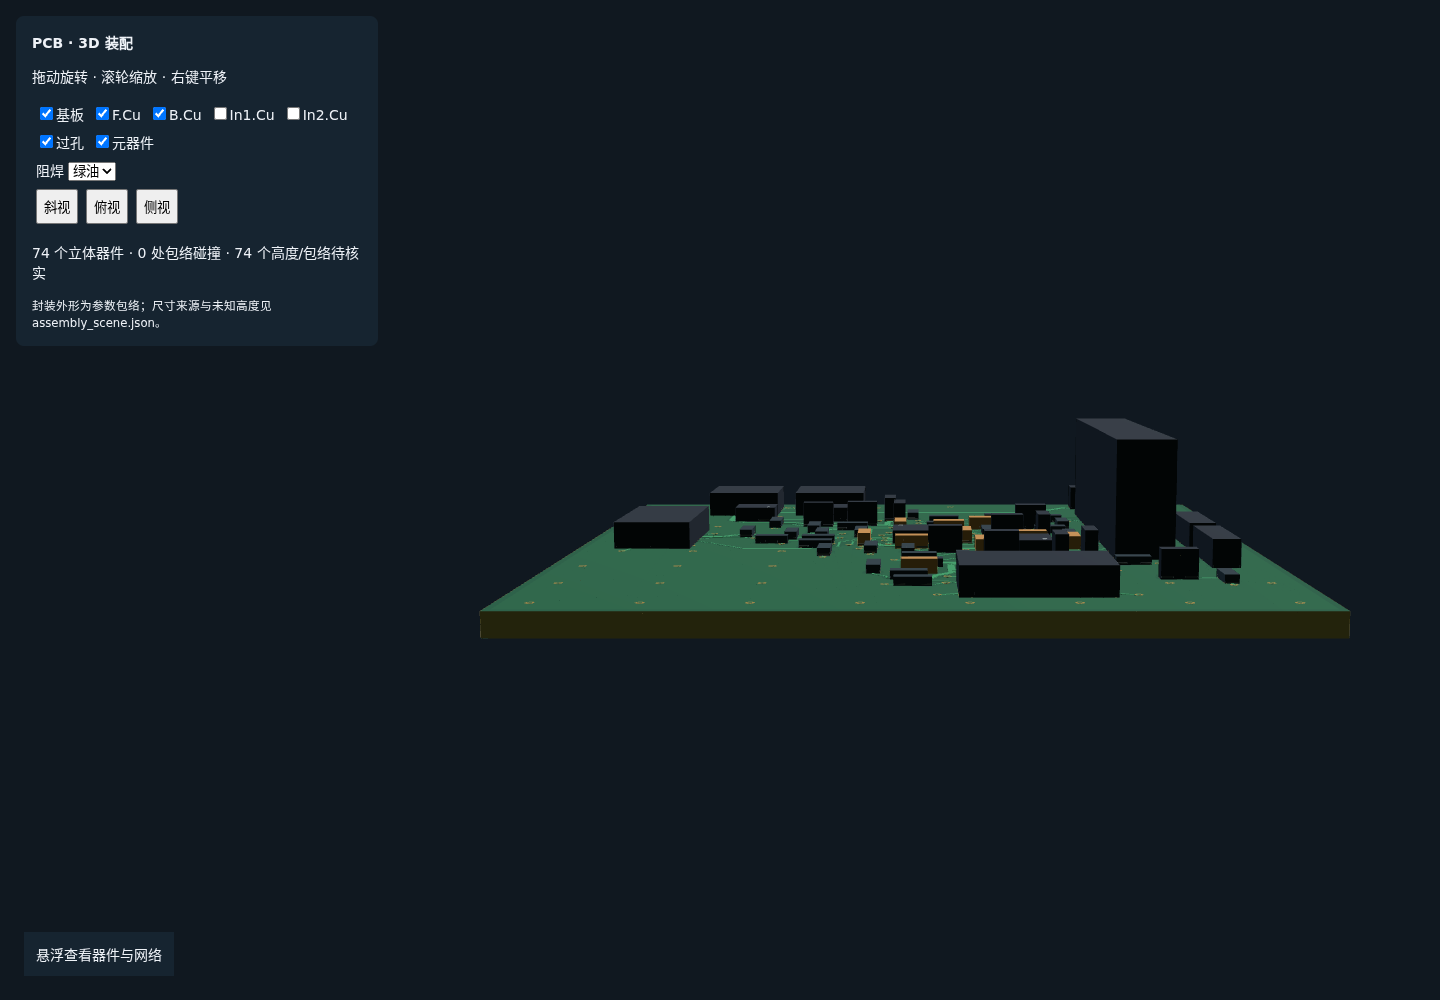 PCB · 3D 装配
拖动旋转 · 滚轮缩放 · 右键平移
基板 F.Cu B.Cu In1.Cu In2.Cu
过孔 元器件
阻焊 绿油
斜视 俯视 侧视
74 个立体器件 · 0 处包络碰撞 · 74 个高度/包络待核
实
封装外形为参数包络；尺寸来源与未知高度见
assembly_scene.json。
悬浮查看器件与网络